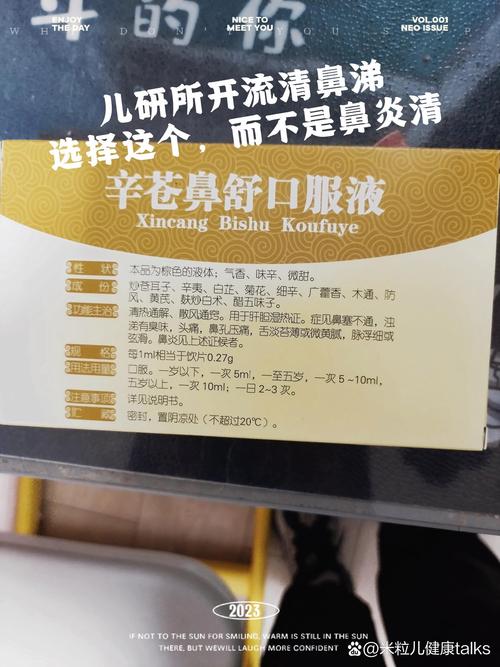 ENJOY
THE DAY
NICE TO
MEET YOU
VOL.001
NEO ISSUE
的你
儿研所开流清鼻涕
选择这个，而不是鼻炎清
辛苍鼻舒口服液
Xincang Bishu Koufuye
性 状 本品为棕色的液体；气香、味辛、微甜。
成 份 炒苍耳子、辛夷、白芷、菊花、细辛、广藿香、木通、防
风、黄芪、麸炒白术、醋五味子。
功能主治 清热通解、散风通窍。用于肝胆湿热证。症见鼻塞不通，浊
涕有臭味，头痛，鼻孔压痛，舌淡苔薄或微黄腻，脉浮细或
弦滑。鼻炎见上述证候者。
规 格 每1ml相当于饮片0.27g
用法用量 口服。一岁以下，一次 5ml，一至五岁，一次 5～10ml，
五岁以上，一次 10ml；一日2～3 次。
注意事项 详见说明书。
贮 藏 密封，置阴凉处（不超过20℃）。
2023
IF NOT TO THE SUN FOR SMILING, WARM IS STILL IN THE SUN
THERE, BUT WEWILL LAUGH MORE CONFIDENT CALM
@米粒儿健康talks